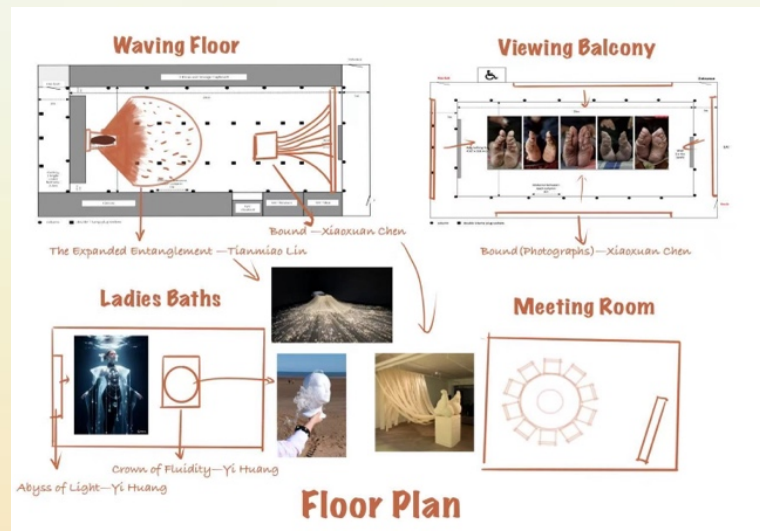 Waving Floor
Viewing Balcony
Bound —Xiaoxuan Chen
The Expanded Entanglement —Tianmiao Lin
Bound(Photographs)—Xiaoxuan Chen
Ladies Baths
Meeting Room
Crown of Fluidity—Yi Huang
Abyss of Light—Yi Huang
Floor Plan